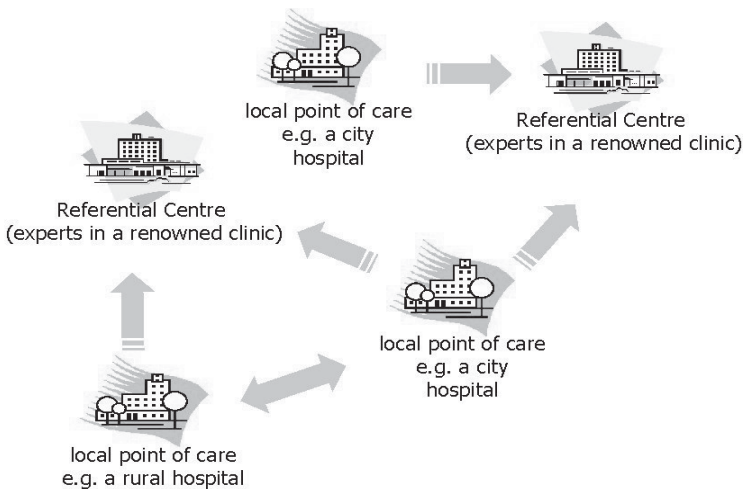 local point of care
e.g. a city
hospital
Referential Centre
(experts in a renowned clinic)
Referential Centre
(experts in a renowned clinic)
local point of care
e.g. a city
hospital
local point of care
e.g. a rural hospital